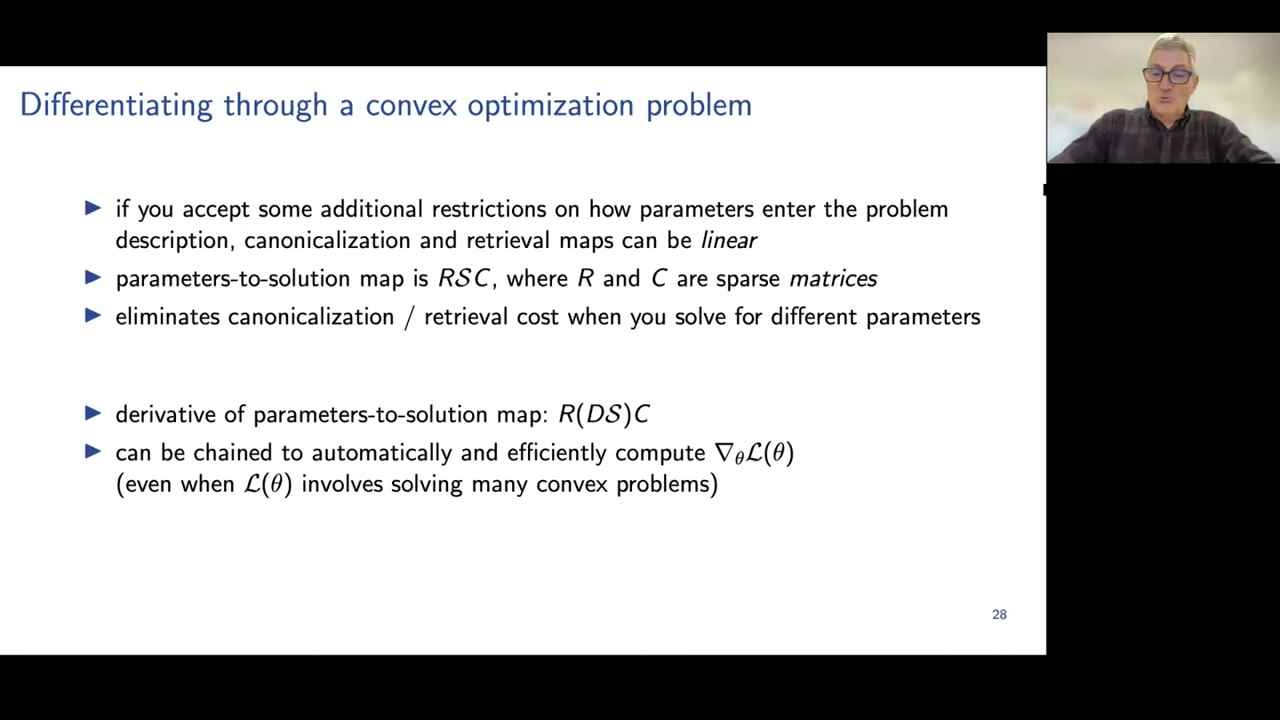 Differentiating through a convex optimization problem
▶ if you accept some additional restrictions on how parameters enter the problem
description, canonicalization and retrieval maps can be linear
▶ parameters-to-solution map is R𝒮C, where R and C are sparse matrices
▶ eliminates canonicalization / retrieval cost when you solve for different parameters
▶ derivative of parameters-to-solution map: R(D𝒮)C
▶ can be chained to automatically and efficiently compute ∇θℒ(θ)
(even when ℒ(θ) involves solving many convex problems)
28